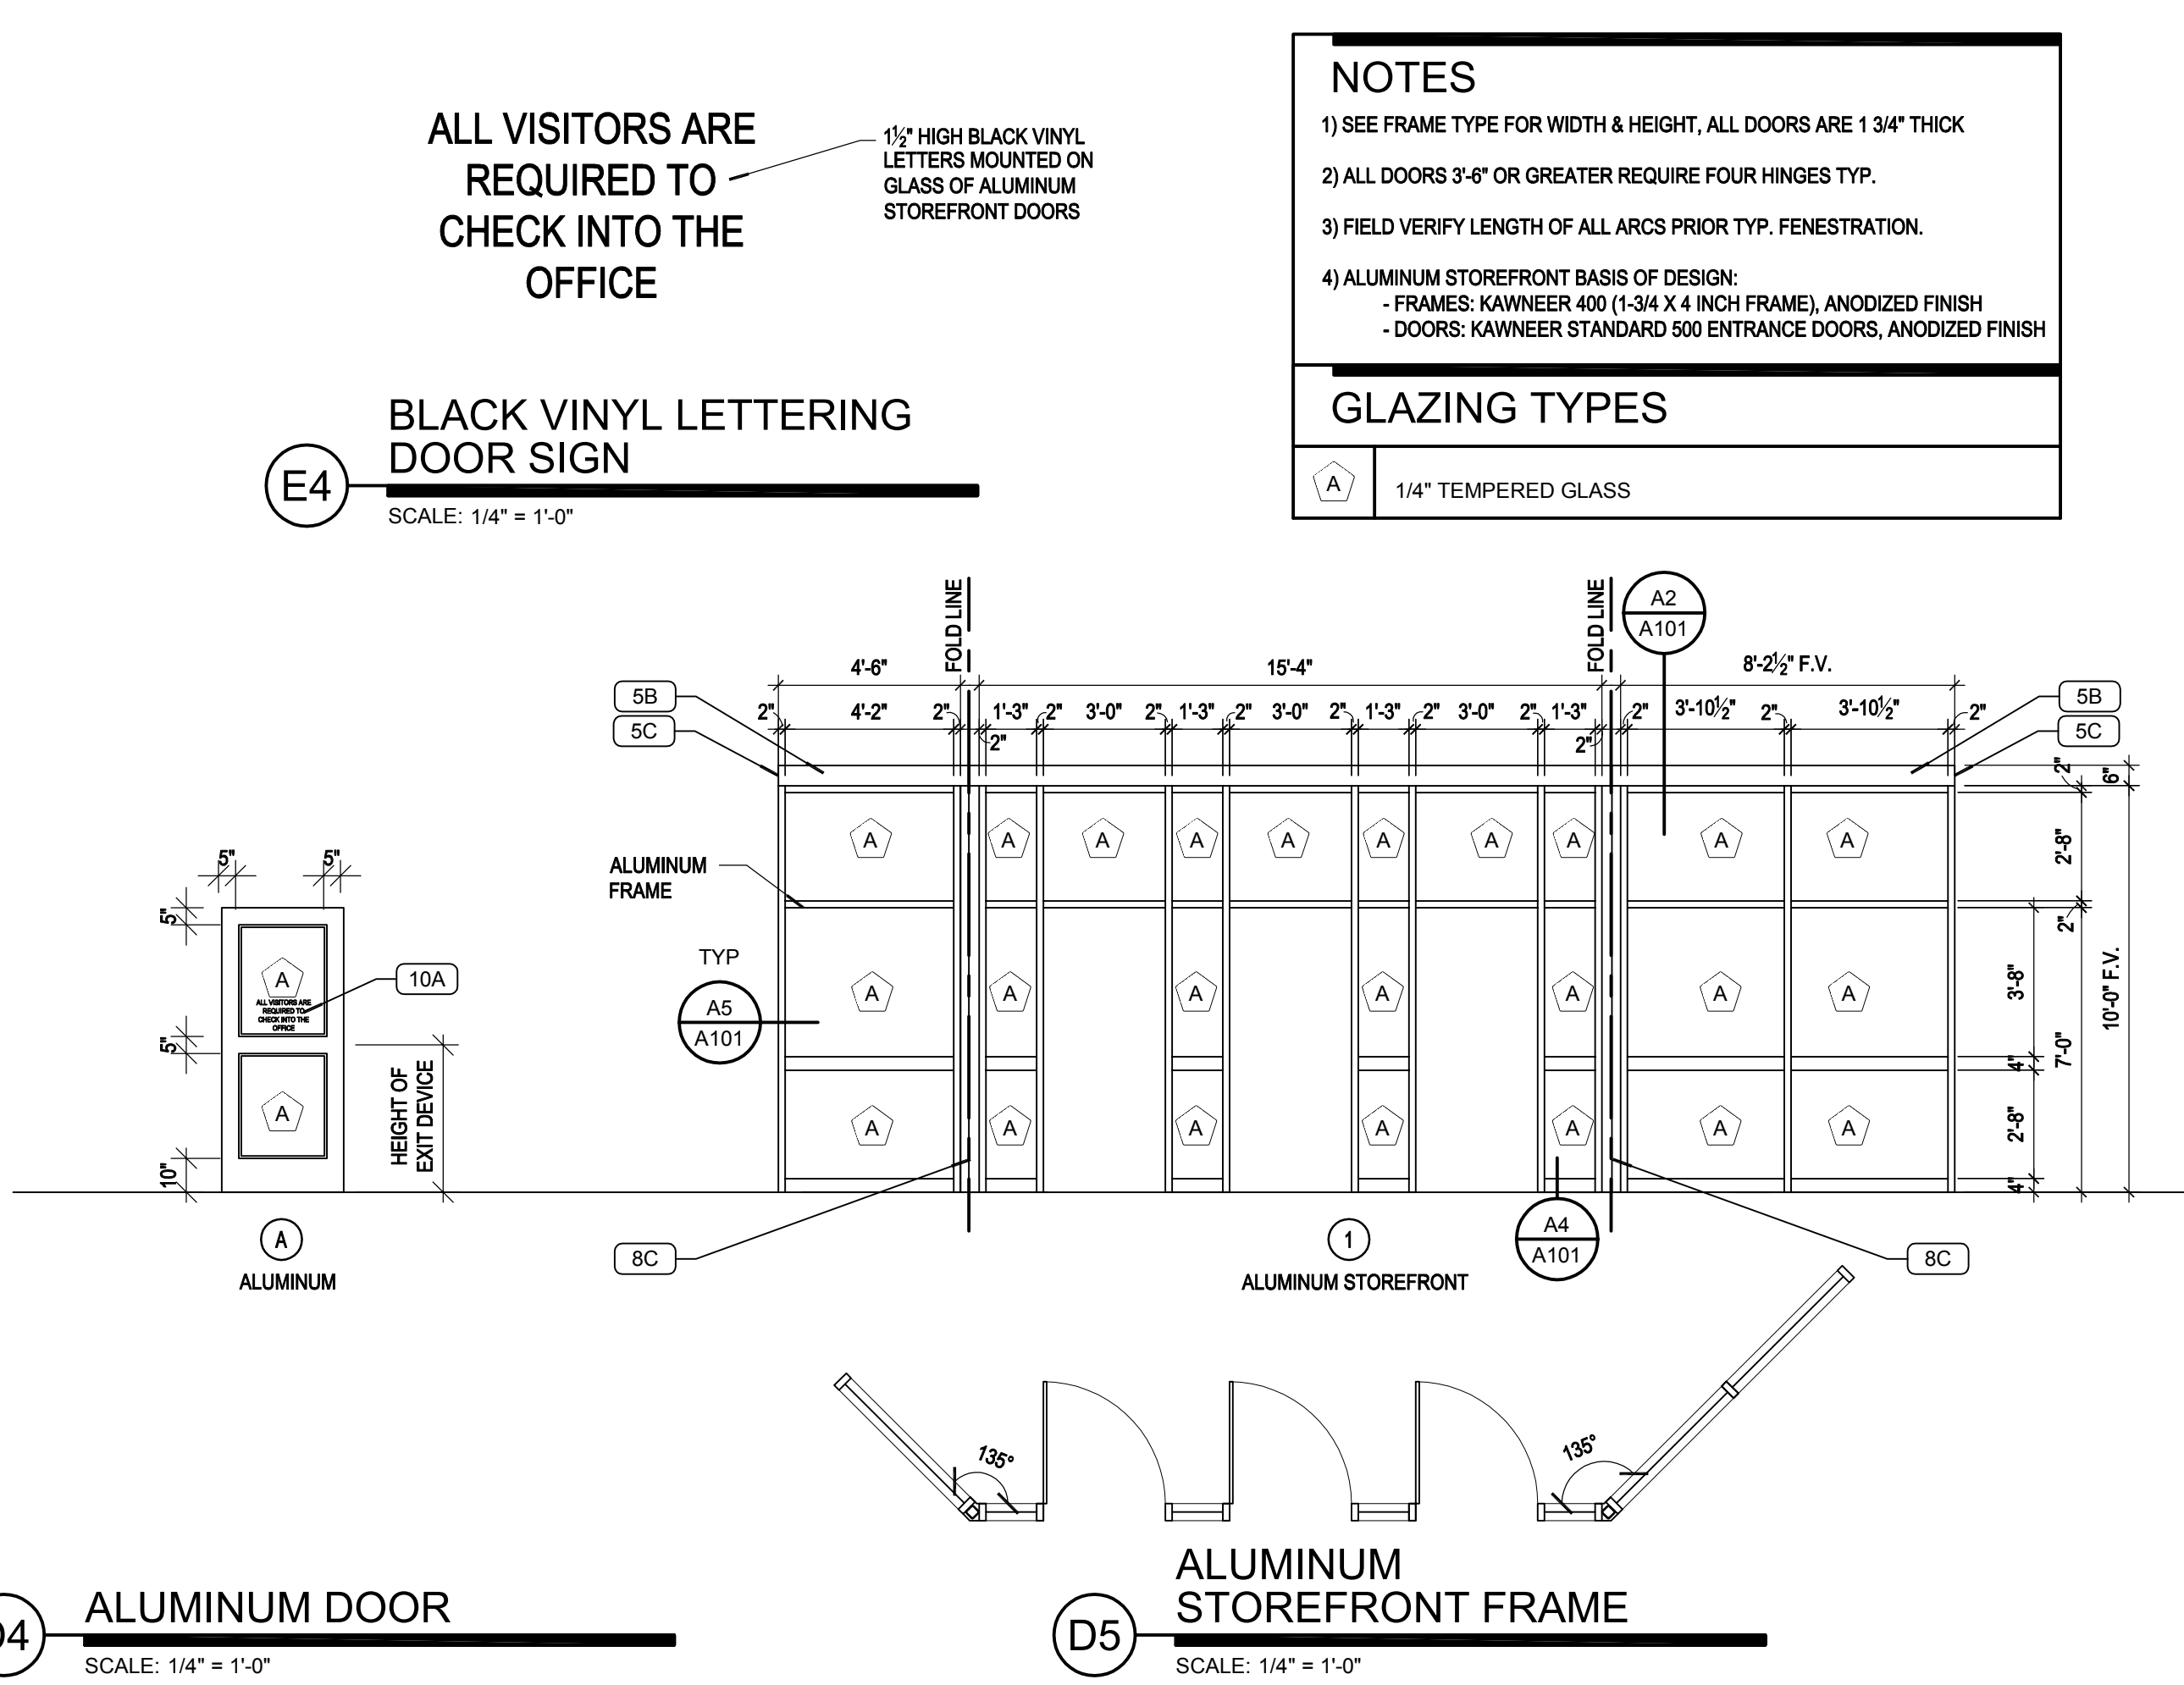 ALL VISITORS ARE
REQUIRED TO
CHECK INTO THE
OFFICE
1½" HIGH BLACK VINYL
LETTERS MOUNTED ON
GLASS OF ALUMINUM
STOREFRONT DOORS
E4
BLACK VINYL LETTERING
DOOR SIGN
SCALE: 1/4" = 1'-0"
NOTES
1) SEE FRAME TYPE FOR WIDTH & HEIGHT, ALL DOORS ARE 1 3/4" THICK
2) ALL DOORS 3'-6" OR GREATER REQUIRE FOUR HINGES TYP.
3) FIELD VERIFY LENGTH OF ALL ARCS PRIOR TYP. FENESTRATION.
4) ALUMINUM STOREFRONT BASIS OF DESIGN:
- FRAMES: KAWNEER 400 (1-3/4 X 4 INCH FRAME), ANODIZED FINISH
- DOORS: KAWNEER STANDARD 500 ENTRANCE DOORS, ANODIZED FINISH
GLAZING TYPES
A 1/4" TEMPERED GLASS
5" 5"
5"
A
ALL VISITORS ARE
REQUIRED TO
CHECK INTO THE
OFFICE
10A
5"
A
10"
HEIGHT OF
EXIT DEVICE
A
ALUMINUM
FOLD LINE
FOLD LINE
A2
A101
4'-6" 15'-4" 8'-2½" F.V.
5B
5C
2" 4'-2" 2" 2" 1'-3" 2" 3'-0" 2" 1'-3" 2" 3'-0" 2" 1'-3" 2" 3'-0" 2" 1'-3" 2" 2" 3'-10½" 2" 3'-10½" 2"
5B
5C
A A A A A A A A A A
ALUMINUM
FRAME
TYP
A5
A101
A A A A A A A
A A A A A A A
2" 6"
2'-8"
2"
3'-8"
7'-0"
10'-0" F.V.
4"
2'-8"
4"
8C
1
ALUMINUM STOREFRONT
A4
A101
8C
135°
135°
D5
ALUMINUM
STOREFRONT FRAME
SCALE: 1/4" = 1'-0"
4
ALUMINUM DOOR
SCALE: 1/4" = 1'-0"